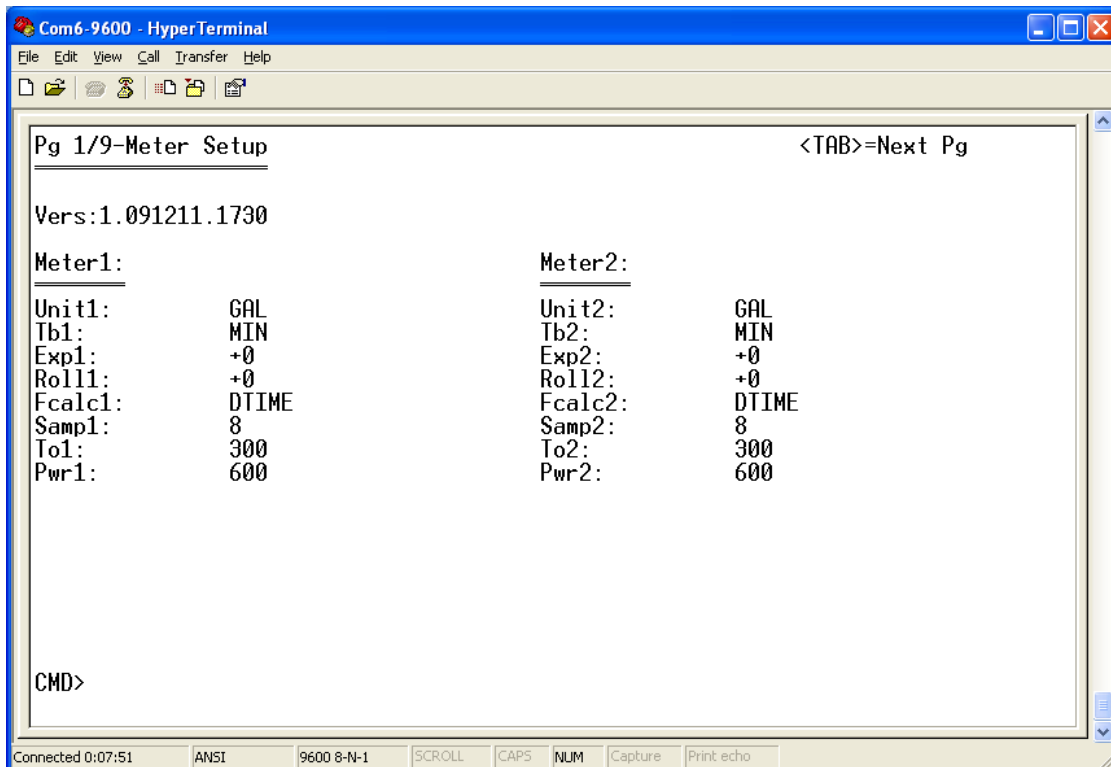 Com6-9600 - HyperTerminal
File Edit View Call Transfer Help
Pg 1/9-Meter Setup <TAB>=Next Pg
Vers:1.091211.1730
Meter1: Meter2:
Unit1: GAL Unit2: GAL
Tb1: MIN Tb2: MIN
Exp1: +0 Exp2: +0
Roll1: +0 Roll2: +0
Fcalc1: DTIME Fcalc2: DTIME
Samp1: 8 Samp2: 8
To1: 300 To2: 300
Pwr1: 600 Pwr2: 600
CMD>
Connected 0:07:51 ANSI 9600 8-N-1 SCROLL CAPS NUM Capture Print echo